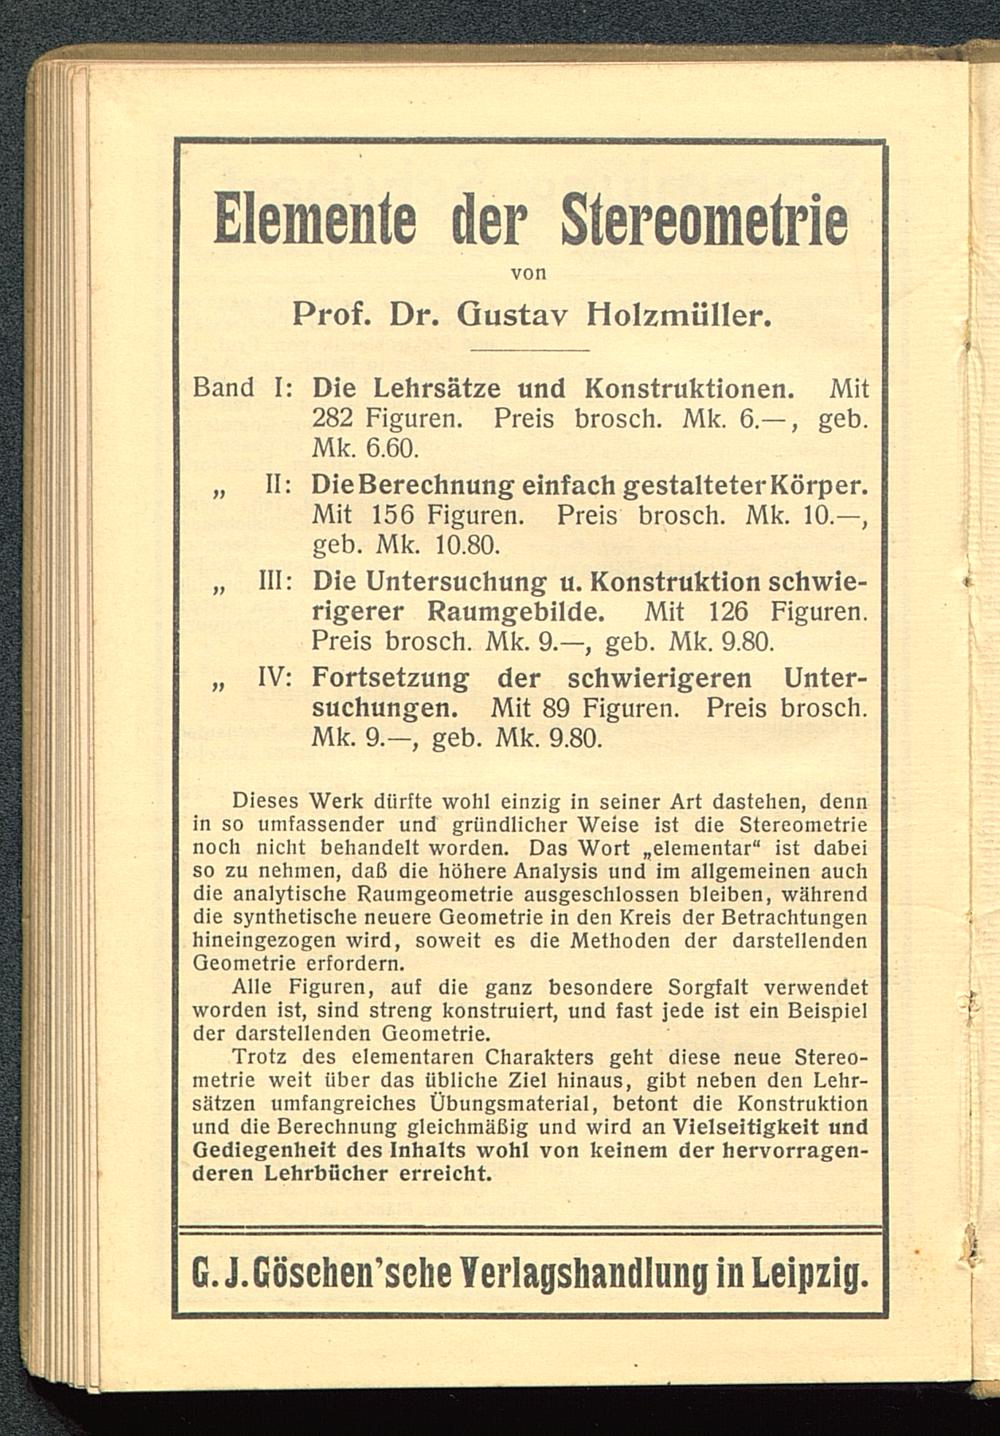 Elemente der Stereometrie
von
Prof. Dr. Gustav Holzmüller.
Band I: Die Lehrsätze und Konstruktionen. Mit
282 Figuren. Preis brosch. Mk. 6.—, geb.
Mk. 6.60.
„ II: Die Berechnung einfach gestalteter Körper.
Mit 156 Figuren. Preis brosch. Mk. 10.—,
geb. Mk. 10.80.
„ III: Die Untersuchung u. Konstruktion schwie-
rigerer Raumgebilde. Mit 126 Figuren.
Preis brosch. Mk. 9.—, geb. Mk. 9.80.
„ IV: Fortsetzung der schwierigeren Unter-
suchungen. Mit 89 Figuren. Preis brosch.
Mk. 9.—, geb. Mk. 9.80.
Dieses Werk dürfte wohl einzig in seiner Art dastehen, denn
in so umfassender und gründlicher Weise ist die Stereometrie
noch nicht behandelt worden. Das Wort „elementar“ ist dabei
so zu nehmen, daß die höhere Analysis und im allgemeinen auch
die analytische Raumgeometrie ausgeschlossen bleiben, während
die synthetische neuere Geometrie in den Kreis der Betrachtungen
hineingezogen wird, soweit es die Methoden der darstellenden
Geometrie erfordern.
Alle Figuren, auf die ganz besondere Sorgfalt verwendet
worden ist, sind streng konstruiert, und fast jede ist ein Beispiel
der darstellenden Geometrie.
Trotz des elementaren Charakters geht diese neue Stereo-
metrie weit über das übliche Ziel hinaus, gibt neben den Lehr-
sätzen umfangreiches Übungsmaterial, betont die Konstruktion
und die Berechnung gleichmäßig und wird an Vielseitigkeit und
Gediegenheit des Inhalts wohl von keinem der hervorragen-
deren Lehrbücher erreicht.
G. J. Göschen’sche Verlagshandlung in Leipzig.